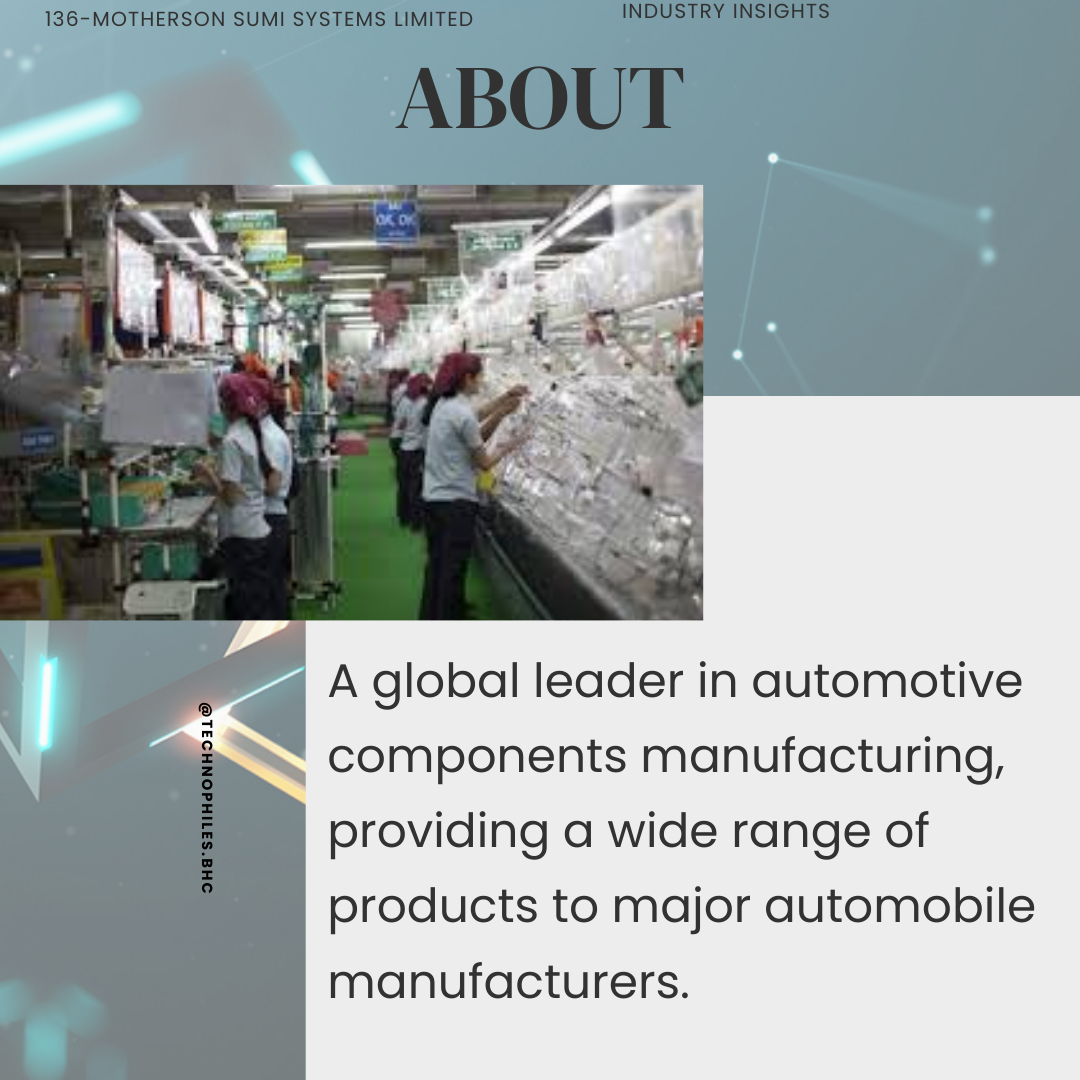 136-MOTHERSON SUMI SYSTEMS LIMITED
INDUSTRY INSIGHTS
ABOUT
OK, OK
A global leader in automotive
components manufacturing,
providing a wide range of
products to major automobile
manufacturers.
@TECHNOPHILES.BHC